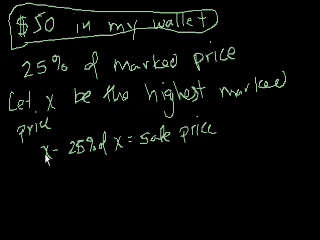 $50 in my wallet
25% of marked price
Let x be the highest marked
price
x - 25% of x = sale price